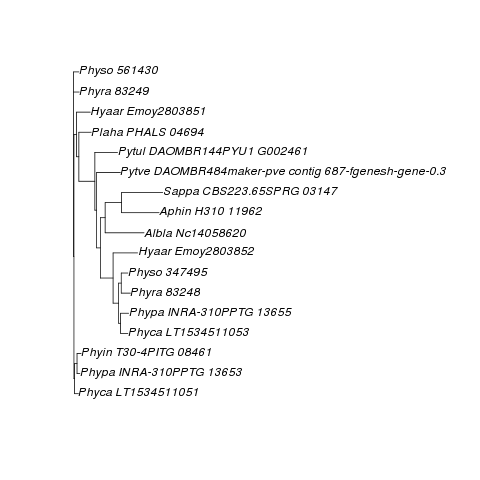 Physo 561430
Phyra 83249
Hyaar Emoy2803851
Plaha PHALS 04694
Pytul DAOMBR144PYU1 G002461
Pytve DAOMBR484maker-pve contig 687-fgenesh-gene-0.3
Sappa CBS223.65SPRG 03147
Aphin H310 11962
Albla Nc14058620
Hyaar Emoy2803852
Physo 347495
Phyra 83248
Phypa INRA-310PPTG 13655
Phyca LT1534511053
Phyin T30-4PITG 08461
Phypa INRA-310PPTG 13653
Phyca LT1534511051